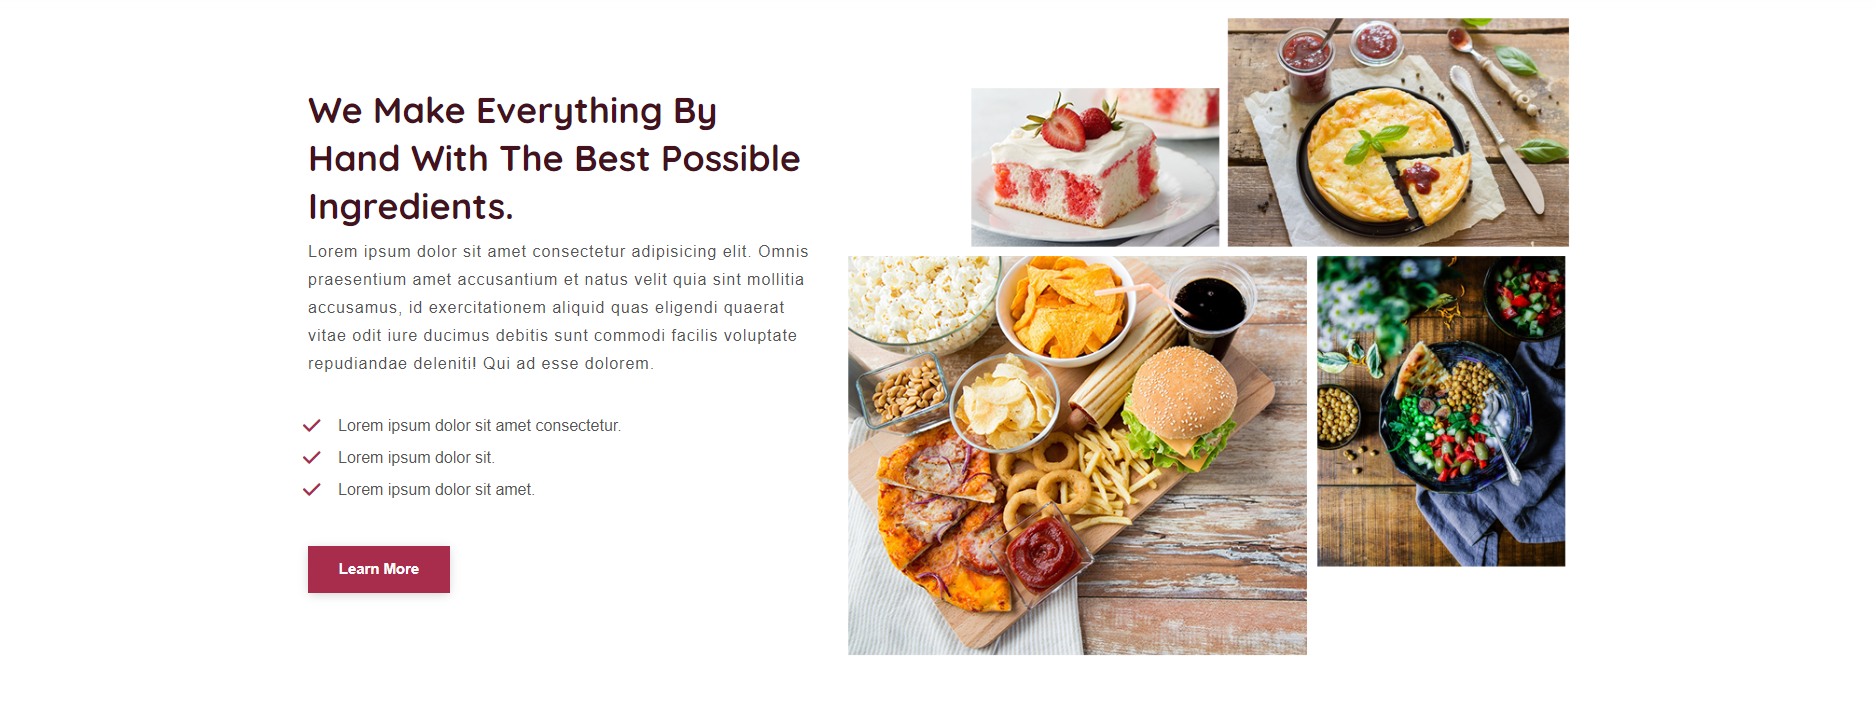 We Make Everything By
Hand With The Best Possible
Ingredients.
Lorem ipsum dolor sit amet consectetur adipisicing elit. Omnis
praesentium amet accusantium et natus velit quia sint mollitia
accusamus, id exercitationem aliquid quas eligendi quaerat
vitae odit iure ducimus debitis sunt commodi facilis voluptate
repudiandae deleniti! Qui ad esse dolorem.
Lorem ipsum dolor sit amet consectetur.
Lorem ipsum dolor sit.
Lorem ipsum dolor sit amet.
Learn More